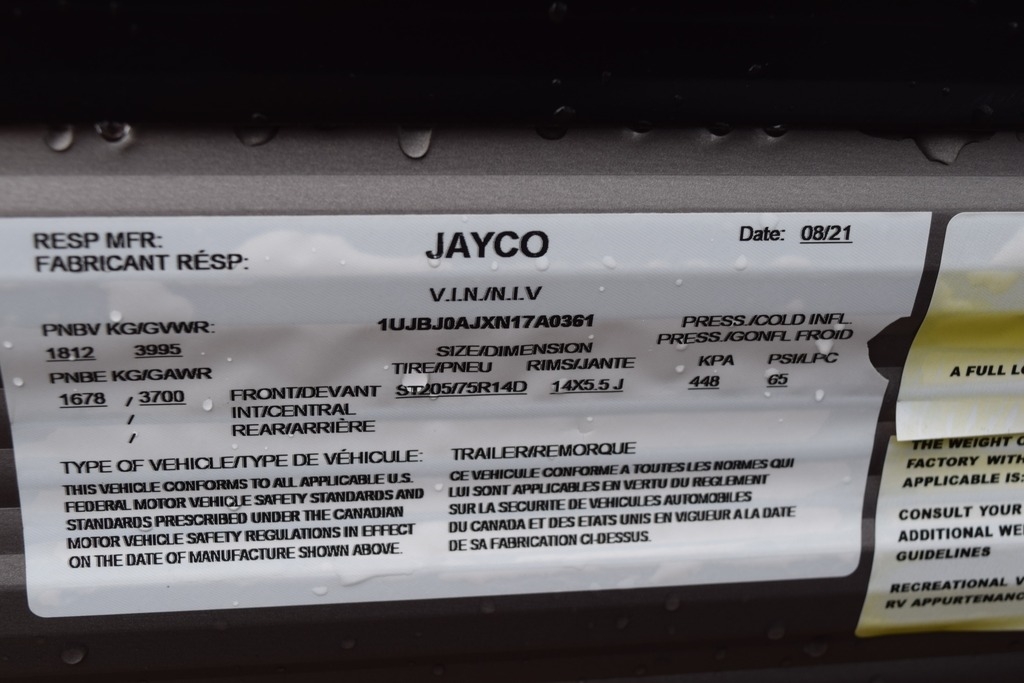 RESP MFR: JAYCO Date: 08/21
FABRICANT RÉSP:
V.I.N./N.I.V
PNBV KG/GVWR: 1UJBJ0AJXN17A0361 PRESS./COLD INFL.
1812 3995 SIZE/DIMENSION PRESS./GONFL FROID
PNBE KG/GAWR TIRE/PNEU RIMS/JANTE KPA PSI/LPC
1678 / 3700 FRONT/DEVANT ST205/75R14D 14X5.5 J 448 65
/ INT/CENTRAL
/ REAR/ARRIÈRE
TYPE OF VEHICLE/TYPE DE VÉHICULE: TRAILER/REMORQUE
THIS VEHICLE CONFORMS TO ALL APPLICABLE U.S.
FEDERAL MOTOR VEHICLE SAFETY STANDARDS AND
STANDARDS PRESCRIBED UNDER THE CANADIAN
MOTOR VEHICLE SAFETY REGULATIONS IN EFFECT
ON THE DATE OF MANUFACTURE SHOWN ABOVE.
CE VEHICULE CONFORME A TOUTES LES NORMES QUI
LUI SONT APPLICABLES EN VERTU DU REGLEMENT
SUR LA SECURITE DE VEHICULES AUTOMOBILES
DU CANADA ET DES ETATS UNIS EN VIGUEUR A LA DATE
DE SA FABRICATION CI-DESSUS.
A FULL
THE WEIGHT
FACTORY
APPLICABLE IS:
CONSULT YOUR
ADDITIONAL
GUIDELINES
RECREATIONAL
RV